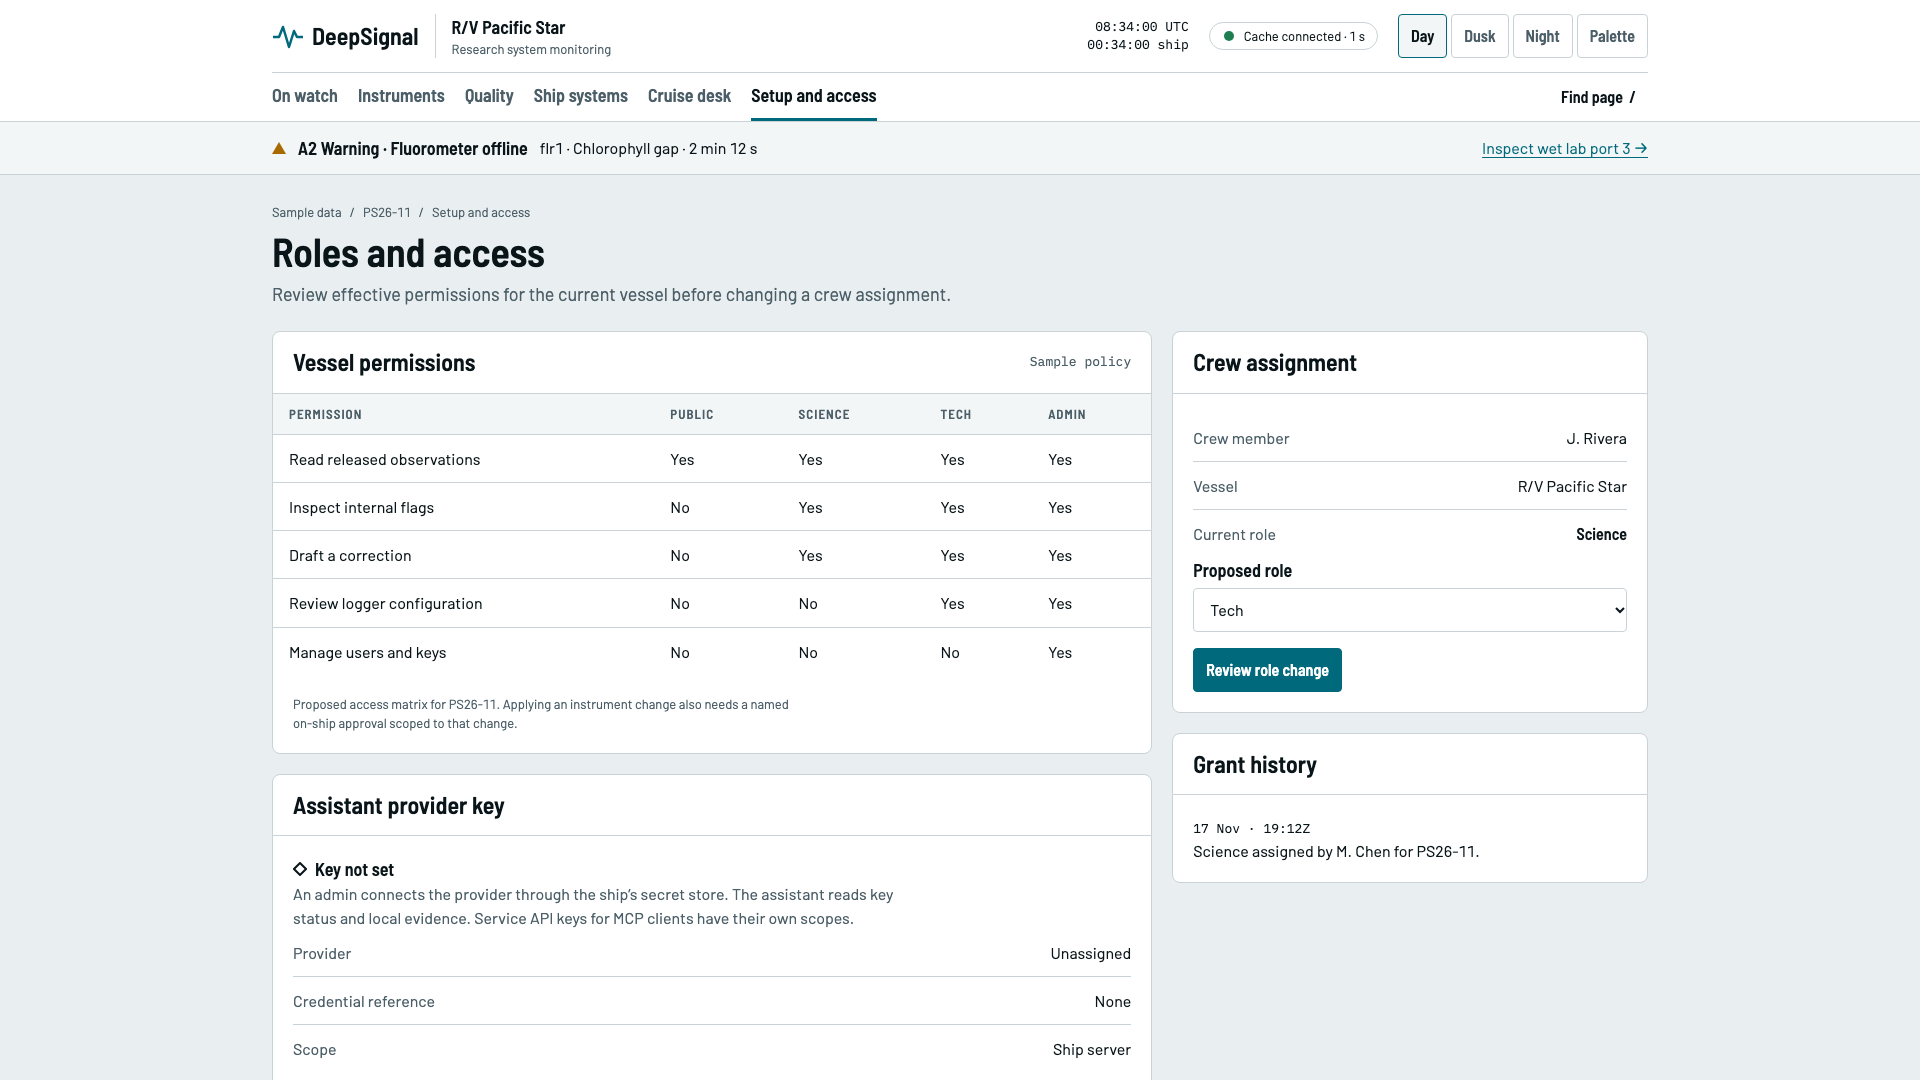 DeepSignal
R/V Pacific Star
Research system monitoring
08:34:00 UTC
00:34:00 ship
Cache connected · 1 s
Day
Dusk
Night
Palette
On watch
Instruments
Quality
Ship systems
Cruise desk
Setup and access
Find page /
A2 Warning · Fluorometer offline flr1 · Chlorophyll gap · 2 min 12 s
Inspect wet lab port 3 →
Sample data / PS26-11 / Setup and access
Roles and access
Review effective permissions for the current vessel before changing a crew assignment.
Vessel permissions
Sample policy
PERMISSION PUBLIC SCIENCE TECH ADMIN
Read released observations Yes Yes Yes Yes
Inspect internal flags No Yes Yes Yes
Draft a correction No Yes Yes Yes
Review logger configuration No No Yes Yes
Manage users and keys No No No Yes
Proposed access matrix for PS26-11. Applying an instrument change also needs a named
on-ship approval scoped to that change.
Assistant provider key
Key not set
An admin connects the provider through the ship’s secret store. The assistant reads key
status and local evidence. Service API keys for MCP clients have their own scopes.
Provider Unassigned
Credential reference None
Scope Ship server
Crew assignment
Crew member J. Rivera
Vessel R/V Pacific Star
Current role Science
Proposed role
Tech
Review role change
Grant history
17 Nov · 19:12Z
Science assigned by M. Chen for PS26-11.